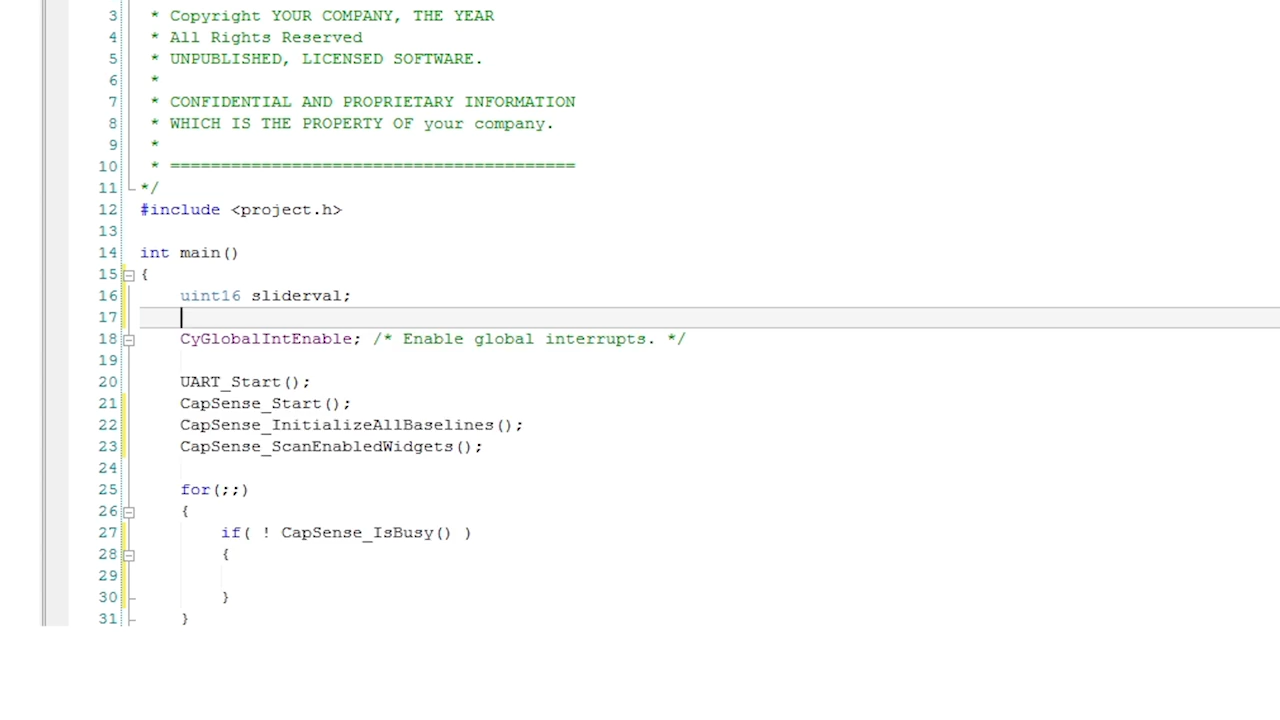 3 * Copyright YOUR COMPANY, THE YEAR
4 * All Rights Reserved
5 * UNPUBLISHED, LICENSED SOFTWARE.
6 *
7 * CONFIDENTIAL AND PROPRIETARY INFORMATION
8 * WHICH IS THE PROPERTY OF your company.
9 *
10 * ========================================
11 */
12 #include <project.h>
13
14 int main()
15 {
16 uint16 sliderval;
17
18 CyGlobalIntEnable; /* Enable global interrupts. */
19
20 UART_Start();
21 CapSense_Start();
22 CapSense_InitializeAllBaselines();
23 CapSense_ScanEnabledWidgets();
24
25 for(;;)
26 {
27 if( ! CapSense_IsBusy() )
28 {
29
30 }
31 }